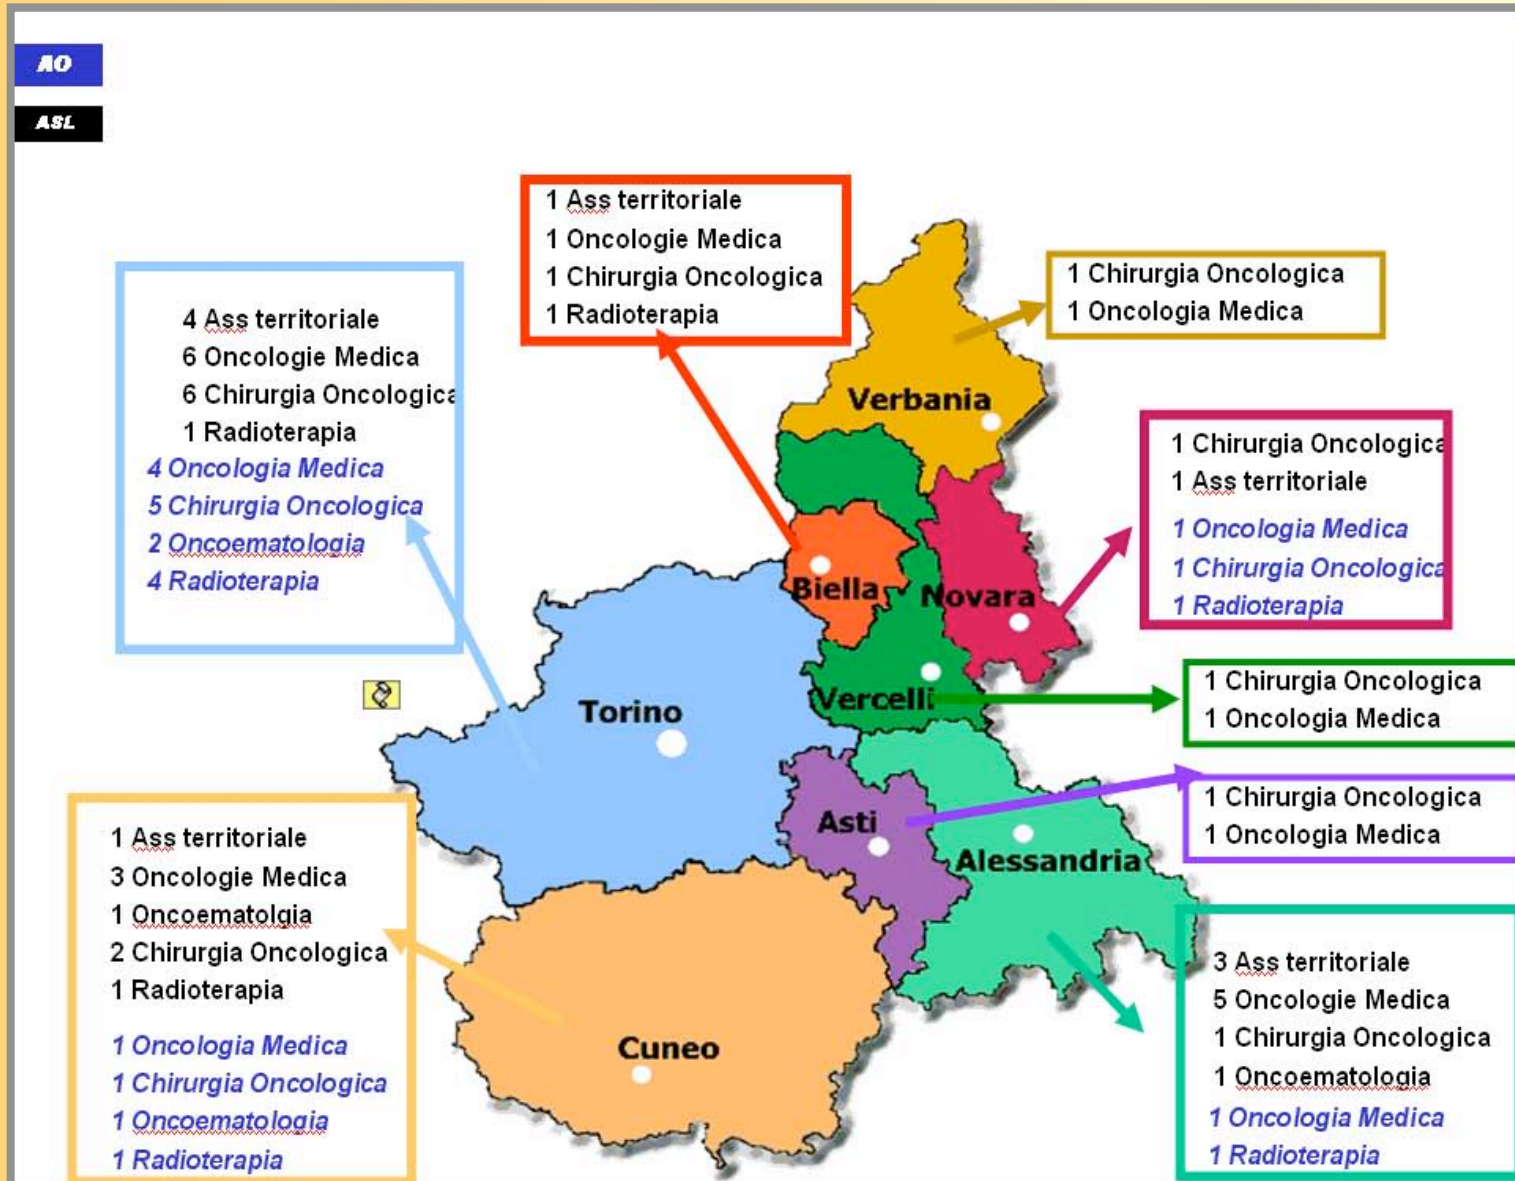 AO
ASL
1 Ass territoriale
1 Oncologie Medica
1 Chirurgia Oncologica
1 Radioterapia
1 Chirurgia Oncologica
1 Oncologia Medica
4 Ass territoriale
6 Oncologie Medica
6 Chirurgia Oncologica
1 Radioterapia
4 Oncologia Medica
5 Chirurgia Oncologica
2 Oncoematologia
4 Radioterapia
Verbania
1 Chirurgia Oncologica
1 Ass territoriale
1 Oncologia Medica
1 Chirurgia Oncologica
1 Radioterapia
Biella
Novara
Vercelli
Torino
1 Chirurgia Oncologica
1 Oncologia Medica
Asti
Alessandria
1 Chirurgia Oncologica
1 Oncologia Medica
1 Ass territoriale
3 Oncologie Medica
1 Oncoematolgia
2 Chirurgia Oncologica
1 Radioterapia
1 Oncologia Medica
1 Chirurgia Oncologica
1 Oncoematologia
1 Radioterapia
Cuneo
3 Ass territoriale
5 Oncologie Medica
1 Chirurgia Oncologica
1 Oncoematologia
1 Oncologia Medica
1 Radioterapia